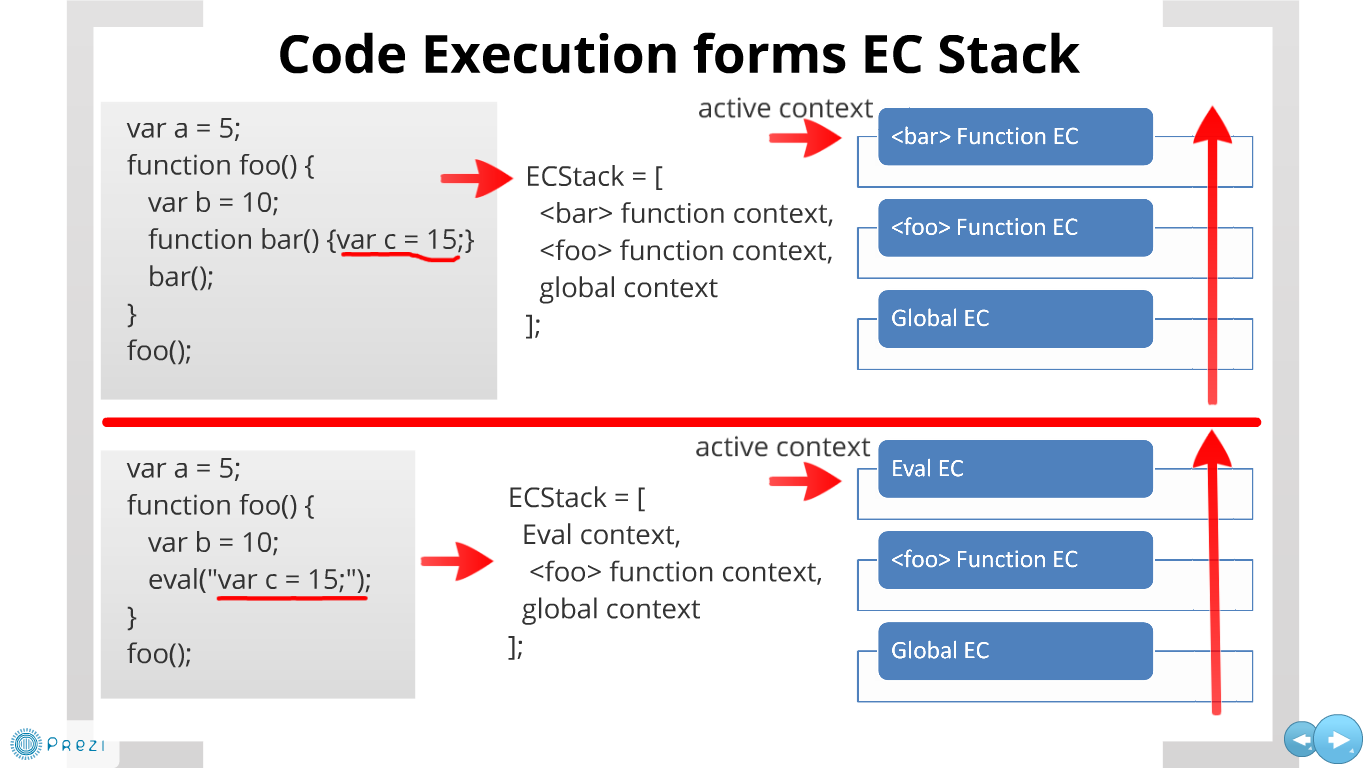 Code Execution forms EC Stack
var a = 5;
function foo() {
var b = 10;
function bar() {var c = 15;}
bar();
}
foo();
ECStack = [
<bar> function context,
<foo> function context,
global context
];
active context
<bar> Function EC
<foo> Function EC
Global EC
var a = 5;
function foo() {
var b = 10;
eval("var c = 15;");
}
foo();
ECStack = [
Eval context,
<foo> function context,
global context
];
active context
Eval EC
<foo> Function EC
Global EC
Prezi